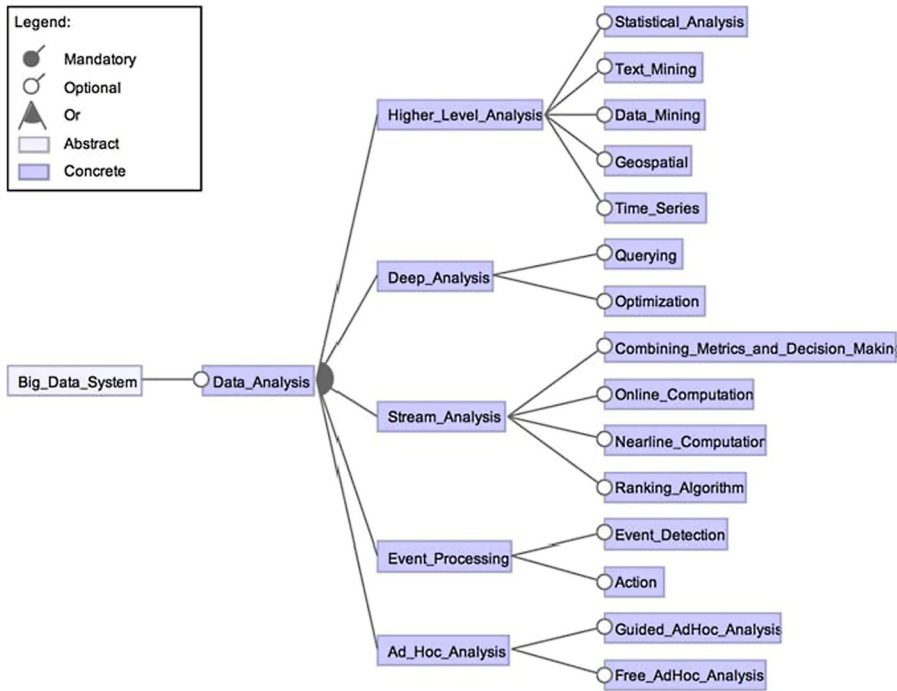 Legend:
Mandatory
Optional
Or
Abstract
Concrete
Big_Data_System
Data_Analysis
Higher_Level_Analysis
Statistical_Analysis
Text_Mining
Data_Mining
Geospatial
Time_Series
Deep_Analysis
Querying
Optimization
Stream_Analysis
Combining_Metrics_and_Decision_Making
Online_Computation
Nearline_Computation
Ranking_Algorithm
Event_Processing
Event_Detection
Action
Ad_Hoc_Analysis
Guided_AdHoc_Analysis
Free_AdHoc_Analysis